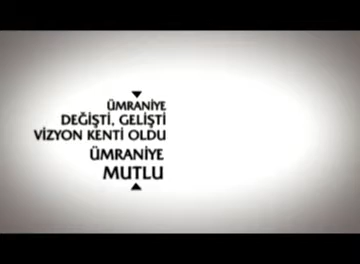 ÜMRANİYE
DEĞİŞTİ, GELİŞTİ
VİZYON KENTİ OLDU
ÜMRANİYE
MUTLU